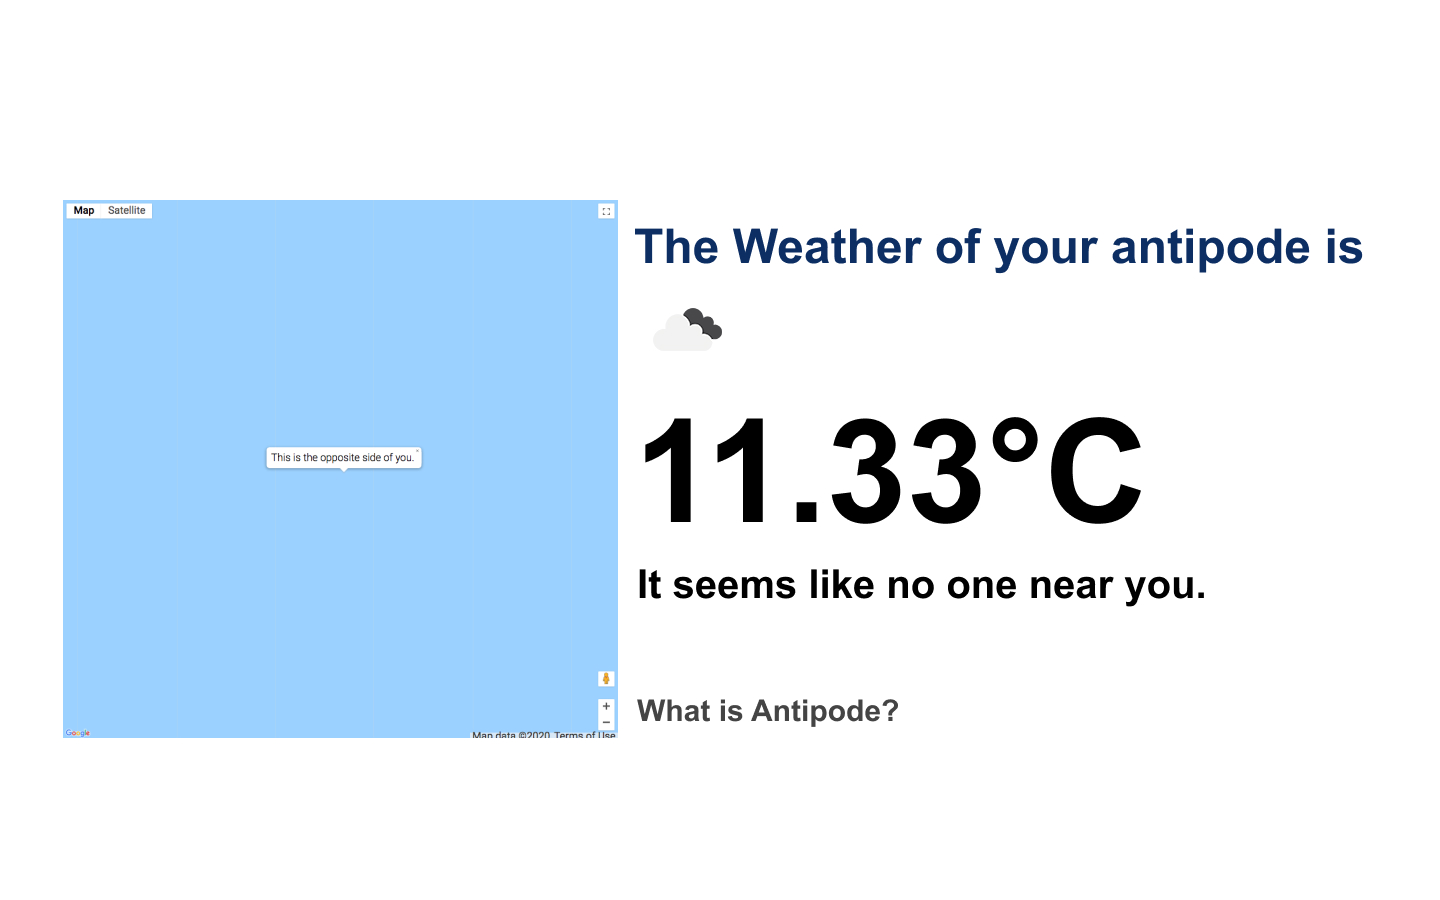 Map Satellite
This is the opposite side of you.
Google
Map data ©2020 Terms of Use
The Weather of your antipode is
11.33°C
It seems like no one near you.
What is Antipode?